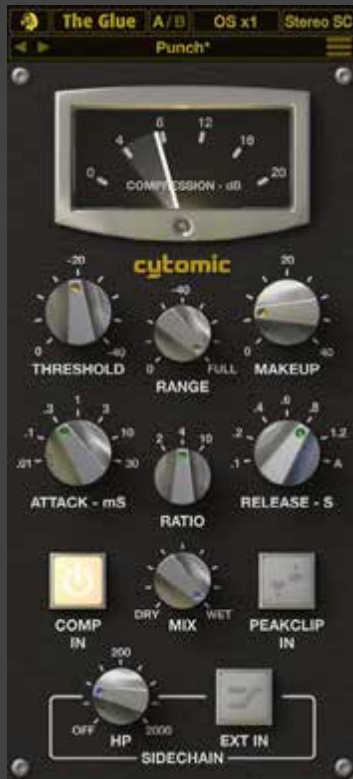 The Glue A/B OS x1 Stereo SC
Punch*
0 4 8 12 16 20
COMPRESSION - dB
cytomic
-20 -40 20
0 -40 0 FULL 0 40
THRESHOLD RANGE MAKEUP
.01 .1 .3 1 3 10 30
2 4 10
.1 .2 .4 .6 .8 1.2 A
ATTACK - mS RATIO RELEASE - S
COMP IN
DRY WET
MIX
PEAKCLIP IN
OFF 200 2000
HP EXT IN
SIDECHAIN